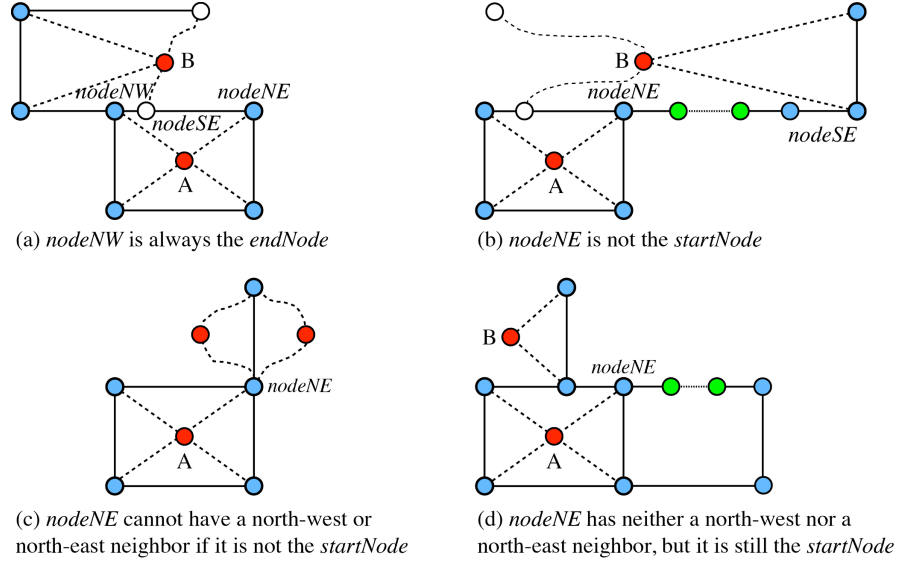 B
nodeNW
nodeNE
nodeSE
A
(a) nodeNW is always the endNode
B
nodeNE
nodeSE
A
(b) nodeNE is not the startNode
nodeNE
A
(c) nodeNE cannot have a north-west or
north-east neighbor if it is not the startNode
B
nodeNE
A
(d) nodeNE has neither a north-west nor a
north-east neighbor, but it is still the startNode